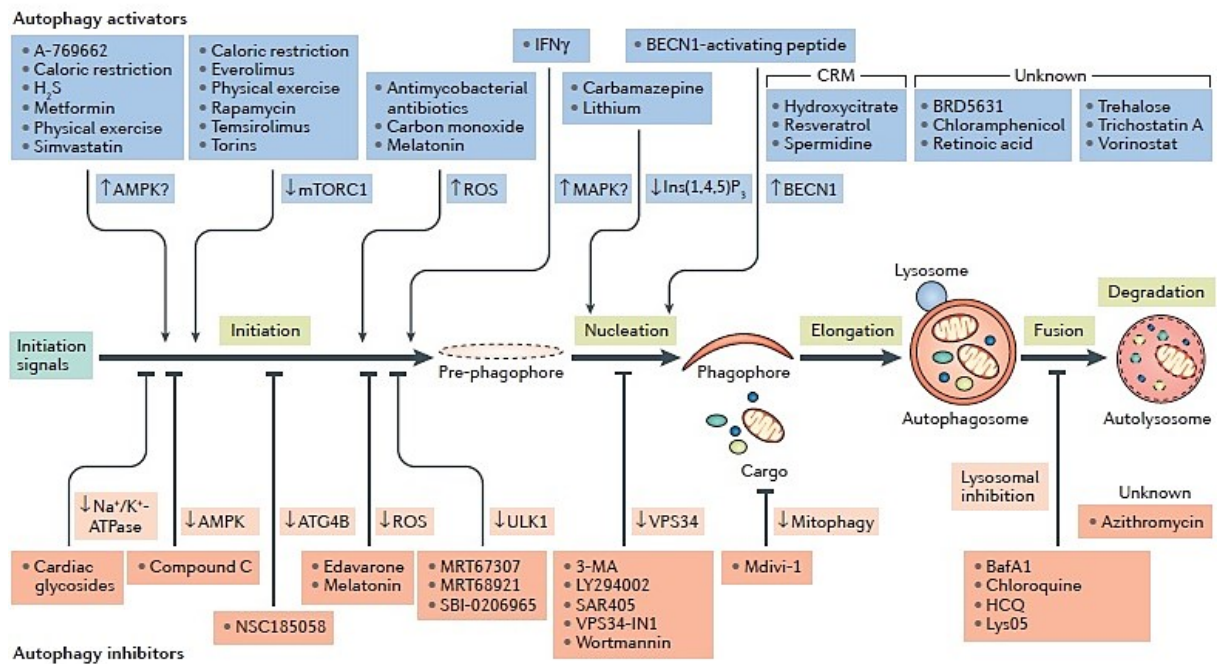 Autophagy activators
• A-769662
• Caloric restriction
• H₂S
• Metformin
• Physical exercise
• Simvastatin
• Caloric restriction
• Everolimus
• Physical exercise
• Rapamycin
• Temsirolimus
• Torins
• Antimycobacterial
antibiotics
• Carbon monoxide
• Melatonin
• IFNγ
• Carbamazepine
• Lithium
• BECN1-activating peptide
CRM
• Hydroxycitrate
• Resveratrol
• Spermidine
Unknown
• BRD5631
• Chloramphenicol
• Retinoic acid
• Trehalose
• Trichostatin A
• Vorinostat
↑AMPK?
↓mTORC1
↑ROS
↑MAPK?
↓Ins(1,4,5)P₃
↑BECN1
Initiation
signals
Initiation
Pre-phagophore
Nucleation
Phagophore
Cargo
Elongation
Lysosome
Autophagosome
Fusion
Degradation
Autolysosome
↓Na⁺/K⁺-
ATPase
↓AMPK
↓ATG4B
↓ROS
↓ULK1
↓VPS34
↓Mitophagy
Lysosomal
inhibition
Unknown
• Azithromycin
• Cardiac
glycosides
• Compound C
• NSC185058
• Edavarone
• Melatonin
• MRT67307
• MRT68921
• SBI-0206965
• 3-MA
• LY294002
• SAR405
• VPS34-IN1
• Wortmannin
• Mdivi-1
• BafA1
• Chloroquine
• HCQ
• Lys05
Autophagy inhibitors